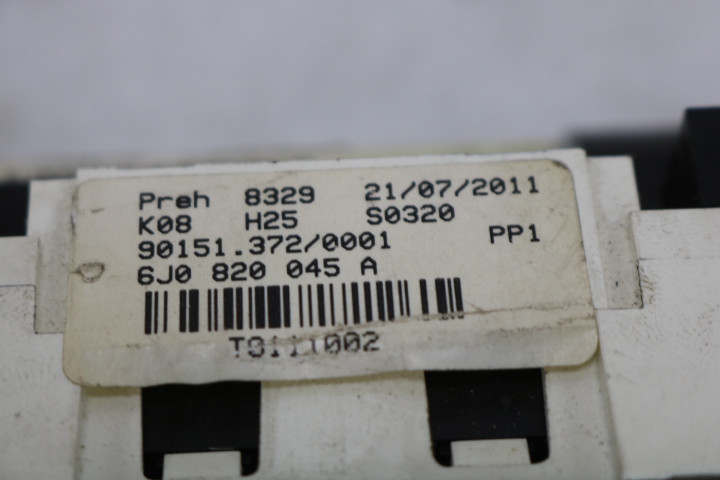 Preh 8329 21/07/2011
K08 H25 S0320
90151.372/0001 PP1
6J0 820 045 A